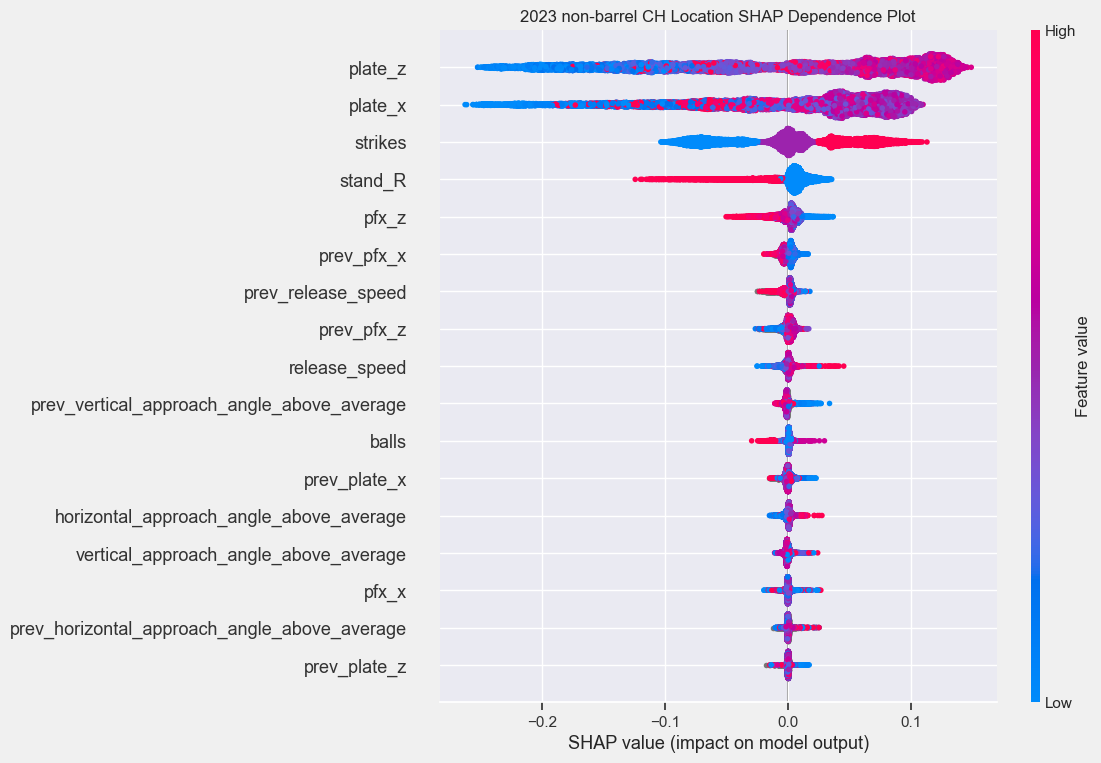 2023 non-barrel CH Location SHAP Dependence Plot
High
plate_z
plate_x
strikes
stand_R
pfx_z
prev_pfx_x
prev_release_speed
prev_pfx_z
release_speed
prev_vertical_approach_angle_above_average
balls
prev_plate_x
horizontal_approach_angle_above_average
vertical_approach_angle_above_average
pfx_x
prev_horizontal_approach_angle_above_average
prev_plate_z
Feature value
Low
−0.2 −0.1 0.0 0.1
SHAP value (impact on model output)